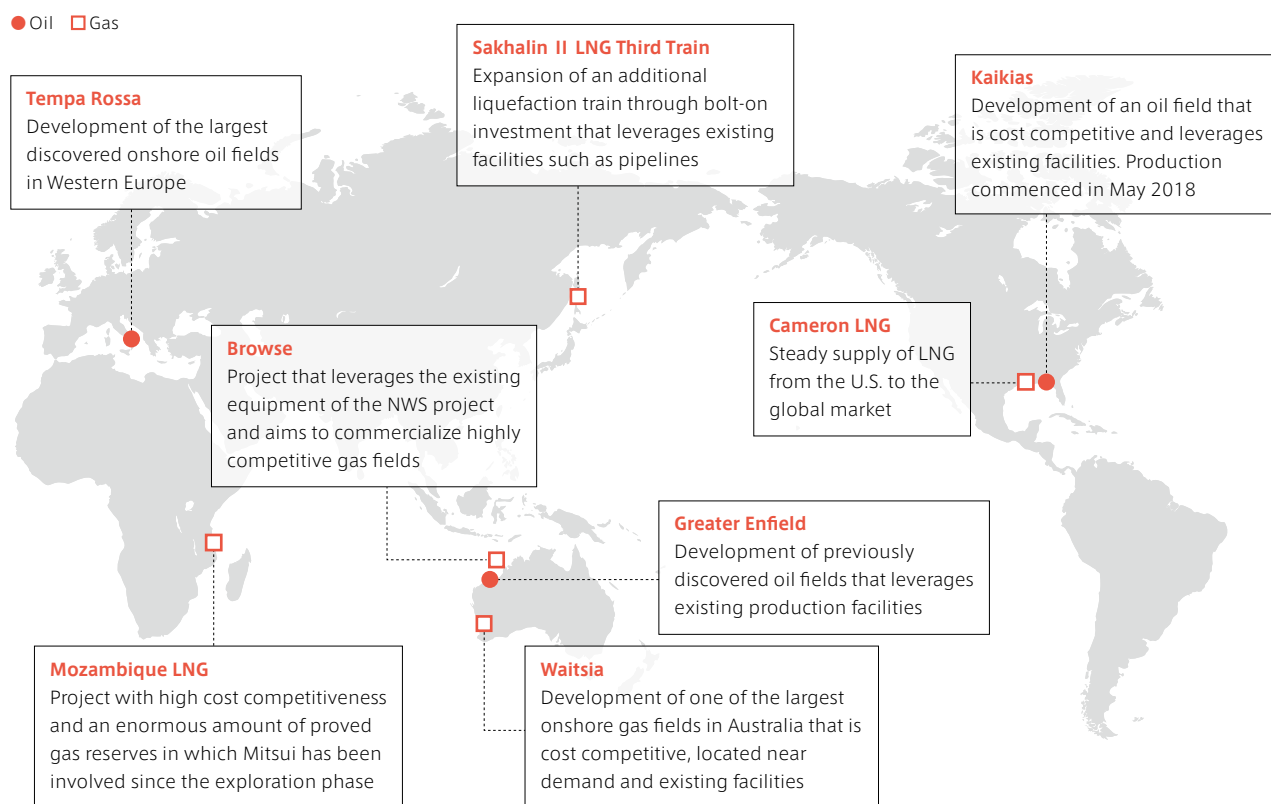 Oil Gas
Tempa Rossa
Development of the largest
discovered onshore oil fields
in Western Europe
Sakhalin II LNG Third Train
Expansion of an additional
liquefaction train through bolt-on
investment that leverages existing
facilities such as pipelines
Kaikias
Development of an oil field that
is cost competitive and leverages
existing facilities. Production
commenced in May 2018
Browse
Project that leverages the existing
equipment of the NWS project
and aims to commercialize highly
competitive gas fields
Cameron LNG
Steady supply of LNG
from the U.S. to the
global market
Greater Enfield
Development of previously
discovered oil fields that leverages
existing production facilities
Mozambique LNG
Project with high cost competitiveness
and an enormous amount of proved
gas reserves in which Mitsui has been
involved since the exploration phase
Waitsia
Development of one of the largest
onshore gas fields in Australia that is
cost competitive, located near
demand and existing facilities